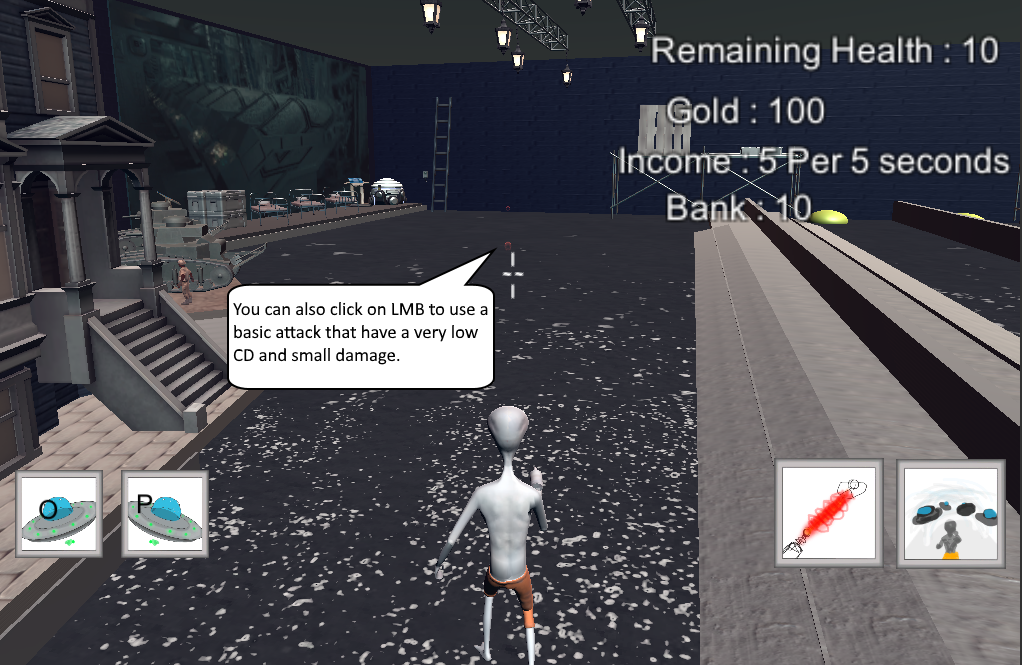 Remaining Health : 10
Gold : 100
Income : 5 Per 5 seconds
Bank : 10
You can also click on LMB to use a
basic attack that have a very low
CD and small damage.
O
P